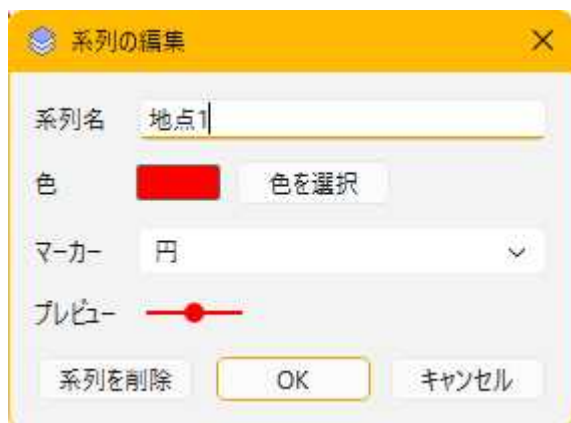 系列の編集
系列名 地点1
色 色を選択
マーカー 円
プレビュー
系列を削除 OK キャンセル